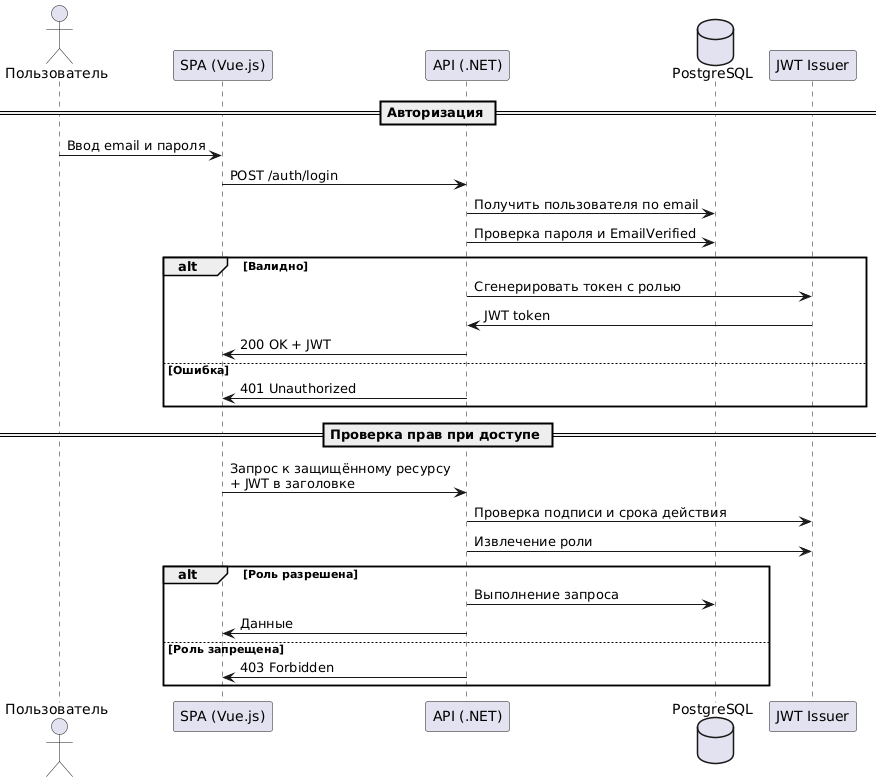 Пользователь
SPA (Vue.js)
API (.NET)
PostgreSQL
JWT Issuer
Авторизация
Ввод email и пароля
POST /auth/login
Получить пользователя по email
Проверка пароля и EmailVerified
alt [Валидно]
Сгенерировать токен с ролью
JWT token
200 OK + JWT
[Ошибка]
401 Unauthorized
Проверка прав при доступе
Запрос к защищённому ресурсу
+ JWT в заголовке
Проверка подписи и срока действия
Извлечение роли
alt [Роль разрешена]
Выполнение запроса
Данные
[Роль запрещена]
403 Forbidden
Пользователь
SPA (Vue.js)
API (.NET)
PostgreSQL
JWT Issuer